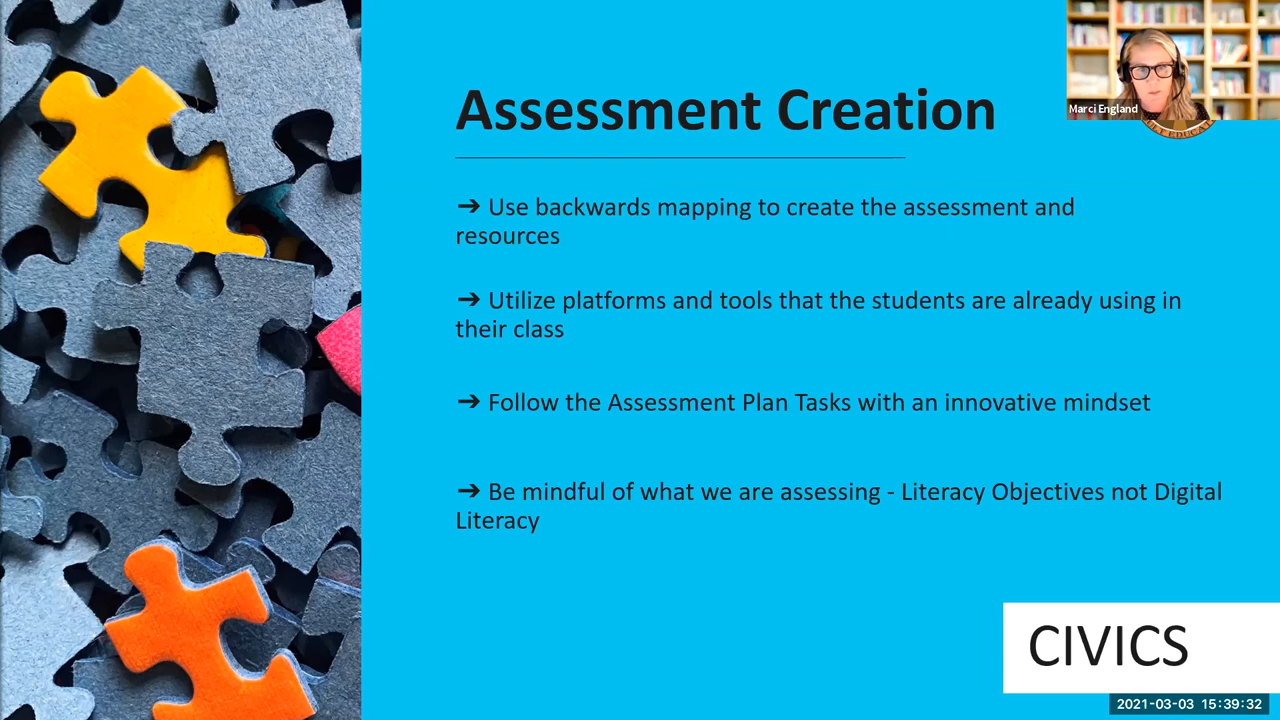 Assessment Creation
Marci England
➔ Use backwards mapping to create the assessment and
resources
➔ Utilize platforms and tools that the students are already using in
their class
➔ Follow the Assessment Plan Tasks with an innovative mindset
➔ Be mindful of what we are assessing - Literacy Objectives not Digital
Literacy
CIVICS
2021-03-03 15:39:32